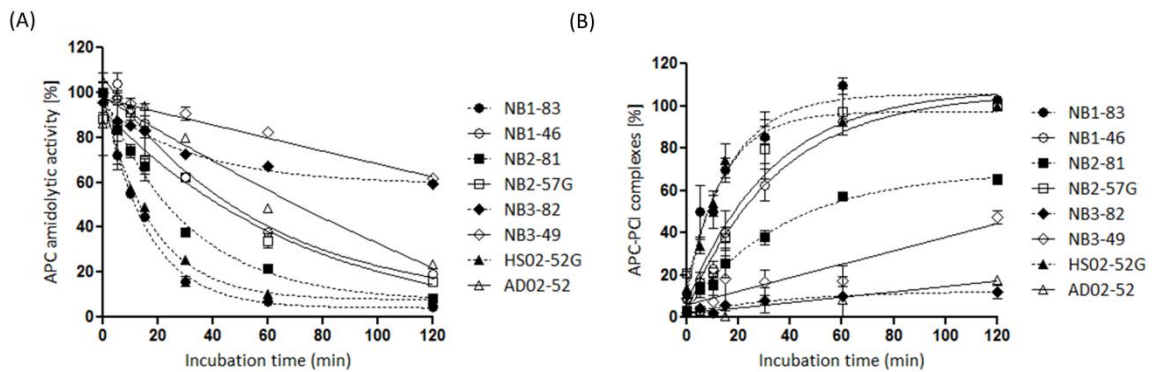 (A)
APC amidolytic activity [%]
120
100
80
60
40
20
0
0 20 40 60 80 100 120
Incubation time (min)
NB1-83
NB1-46
NB2-81
NB2-57G
NB3-82
NB3-49
HS02-52G
AD02-52
(B)
APC-PCI complexes [%]
120
100
80
60
40
20
0
0 20 40 60 80 100 120
Incubation time (min)
NB1-83
NB1-46
NB2-81
NB2-57G
NB3-82
NB3-49
HS02-52G
AD02-52